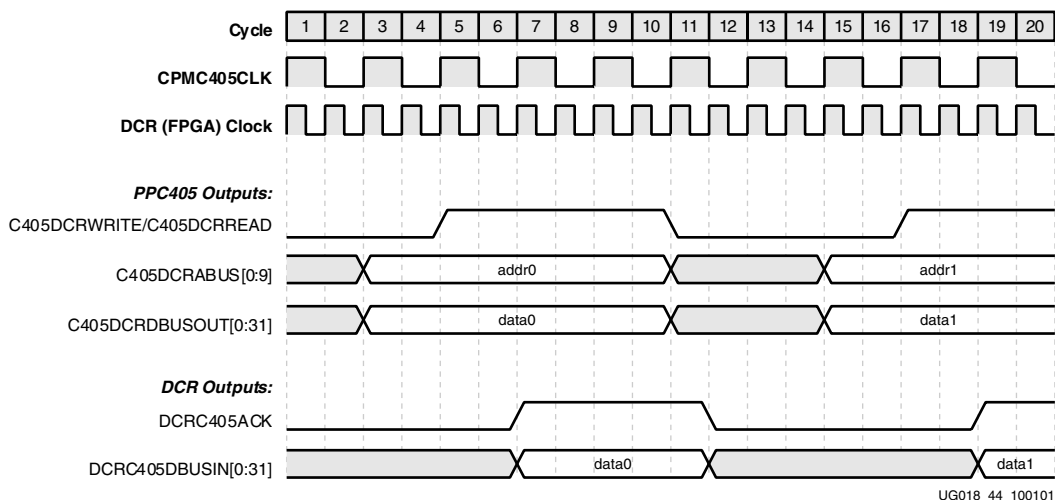 Cycle 1 2 3 4 5 6 7 8 9 10 11 12 13 14 15 16 17 18 19 20
CPMC405CLK
DCR (FPGA) Clock
PPC405 Outputs:
C405DCRWRITE/C405DCRREAD
C405DCRABUS[0:9] addr0 addr1
C405DCRDBUSOUT[0:31] data0 data1
DCR Outputs:
DCRC405ACK
DCRC405DBUSIN[0:31] data0 data1
UG018_44_100101